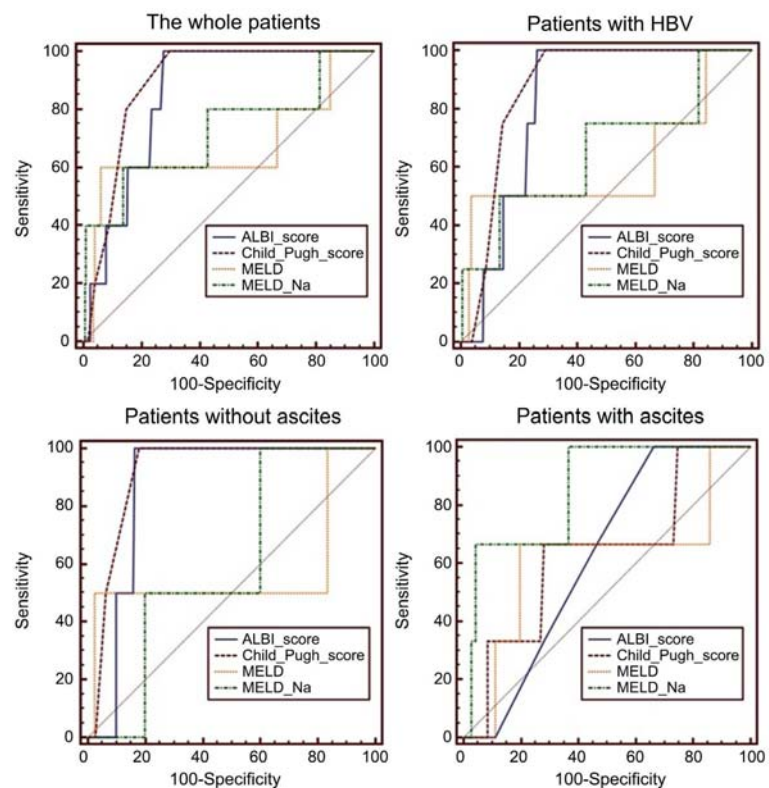 The whole patients
100
80
60
40
20
0
Sensitivity
ALBI_score
Child_Pugh_score
MELD
MELD_Na
0 20 40 60 80 100
100-Specificity
Patients with HBV
100
80
60
40
20
0
Sensitivity
ALBI_score
Child_Pugh_score
MELD
MELD_Na
0 20 40 60 80 100
100-Specificity
Patients without ascites
100
80
60
40
20
0
Sensitivity
ALBI_score
Child_Pugh_score
MELD
MELD_Na
0 20 40 60 80 100
100-Specificity
Patients with ascites
100
80
60
40
20
0
Sensitivity
ALBI_score
Child_Pugh_score
MELD
MELD_Na
0 20 40 60 80 100
100-Specificity